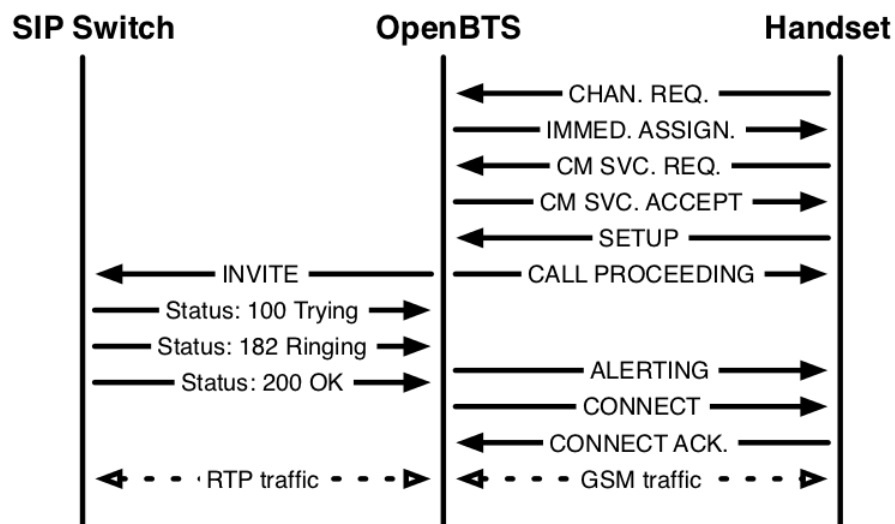 SIP Switch OpenBTS Handset
CHAN. REQ.
IMMED. ASSIGN.
CM SVC. REQ.
CM SVC. ACCEPT
SETUP
INVITE CALL PROCEEDING
Status: 100 Trying
Status: 182 Ringing
ALERTING
Status: 200 OK
CONNECT
CONNECT ACK.
RTP traffic GSM traffic